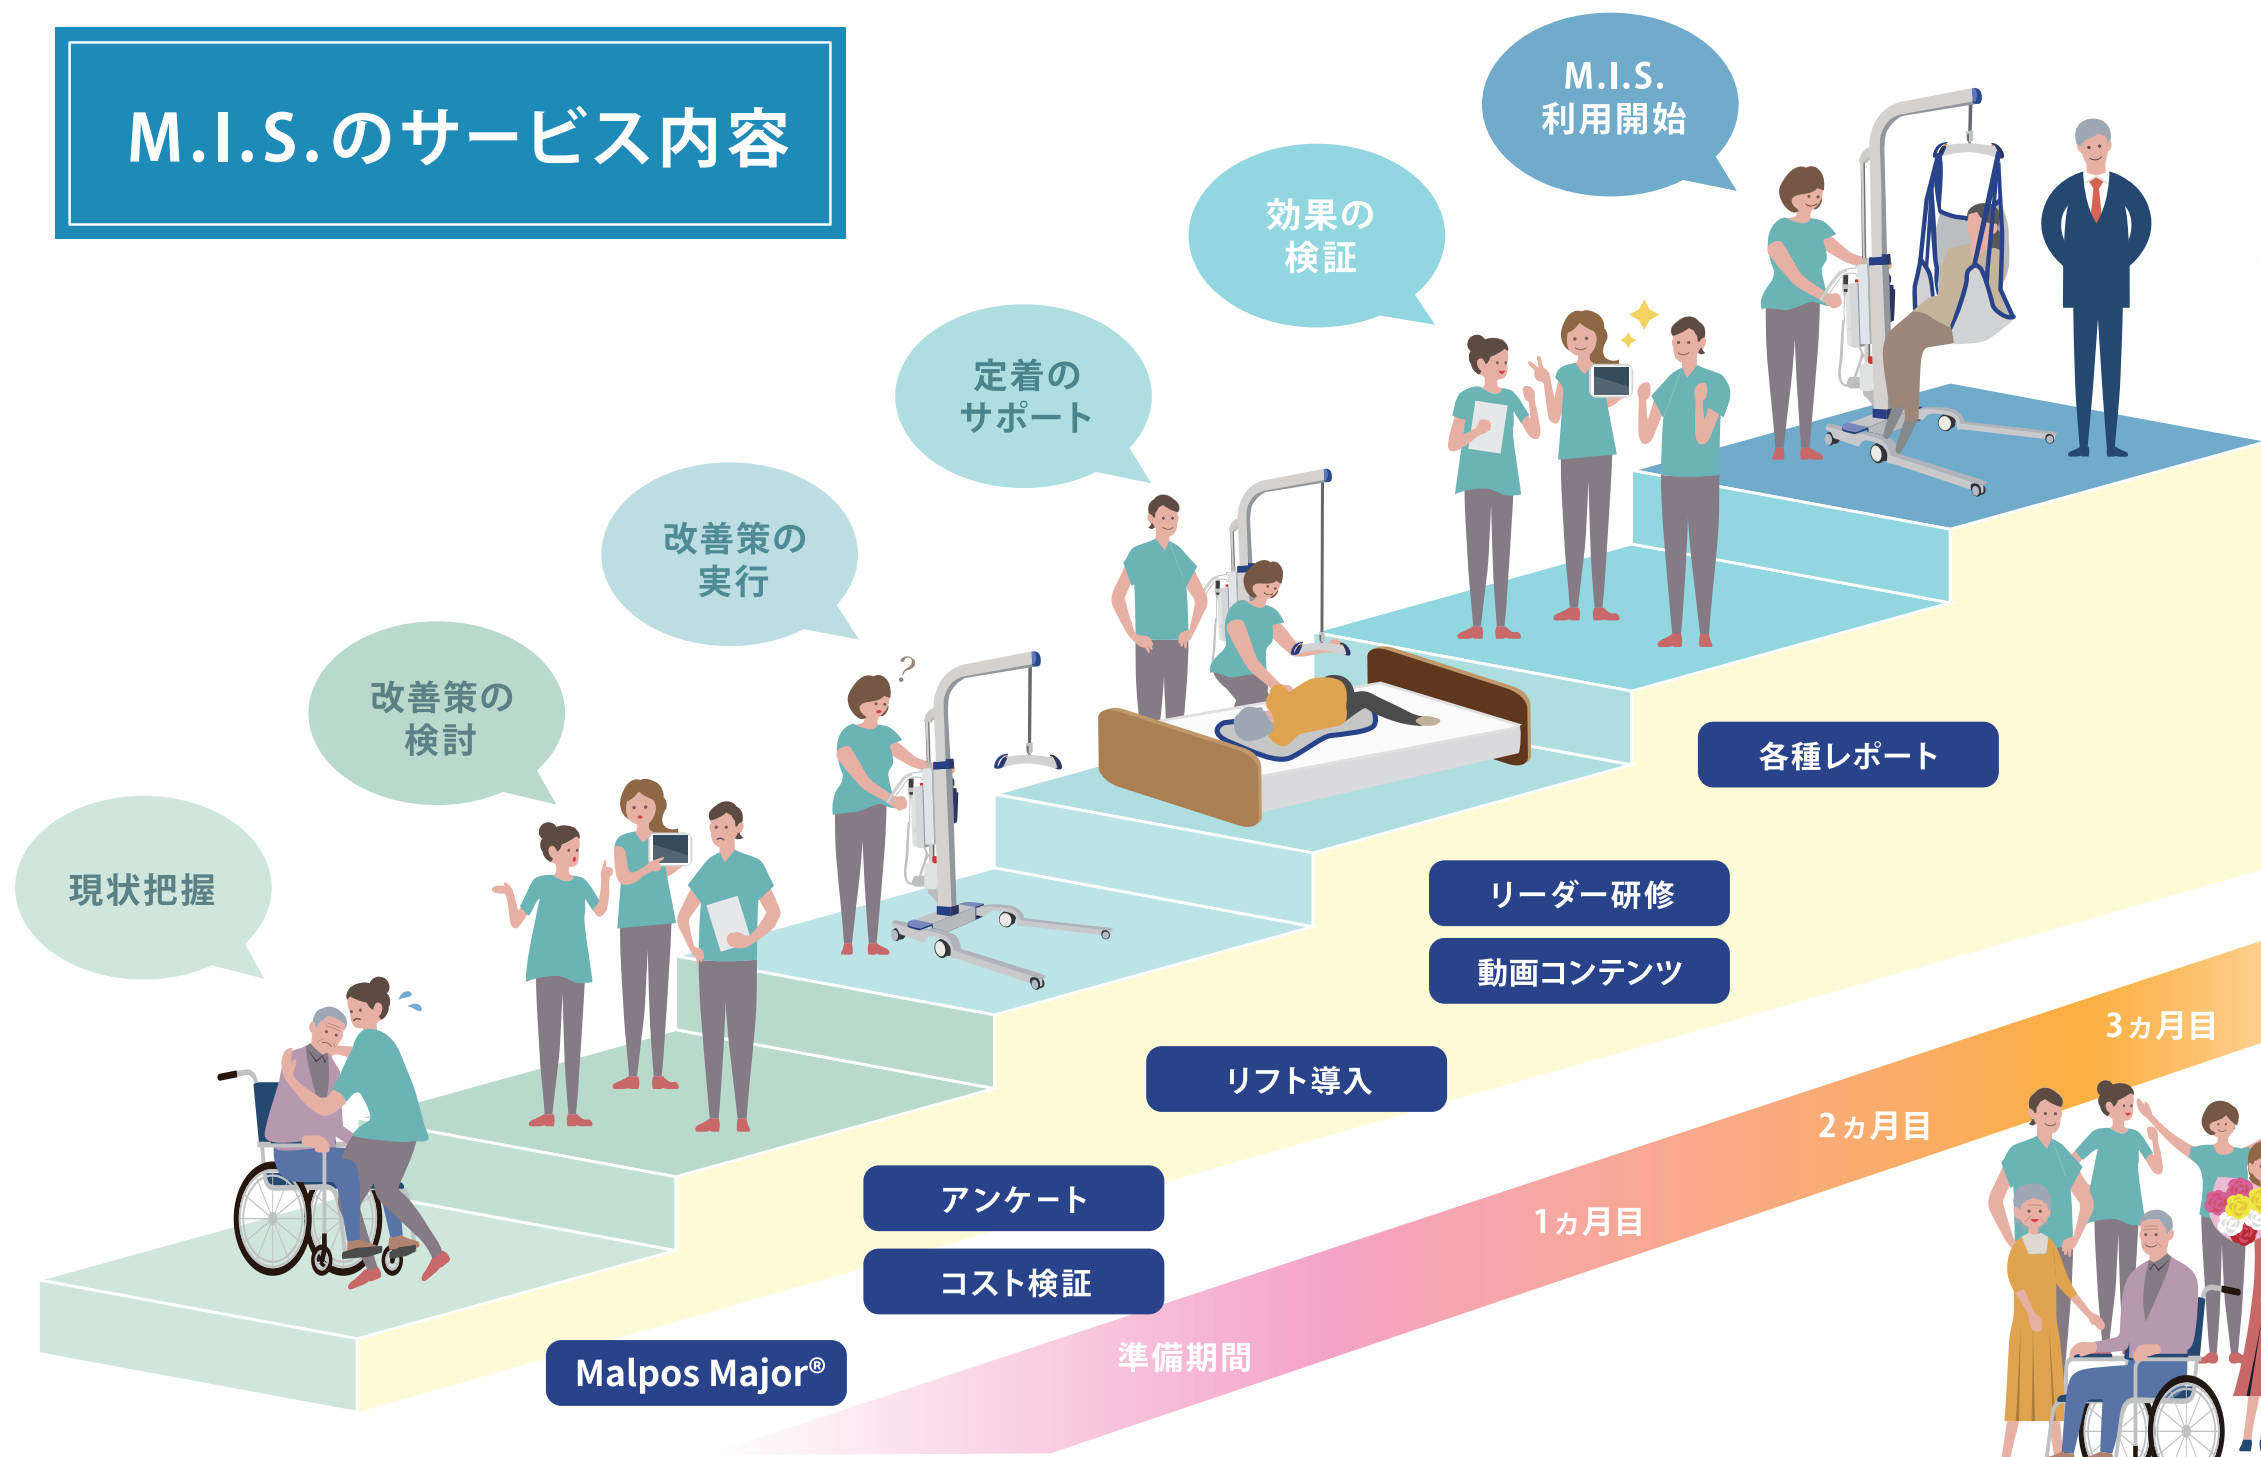 M.I.S.のサービス内容
M.I.S.
利用開始
効果の
検証
定着の
サポート
改善策の
実行
?
改善策の
検討
現状把握
各種レポート
リーダー研修
動画コンテンツ
リフト導入
アンケート
コスト検証
Malpos Major®
準備期間
1ヵ月目
2ヵ月目
3ヵ月目